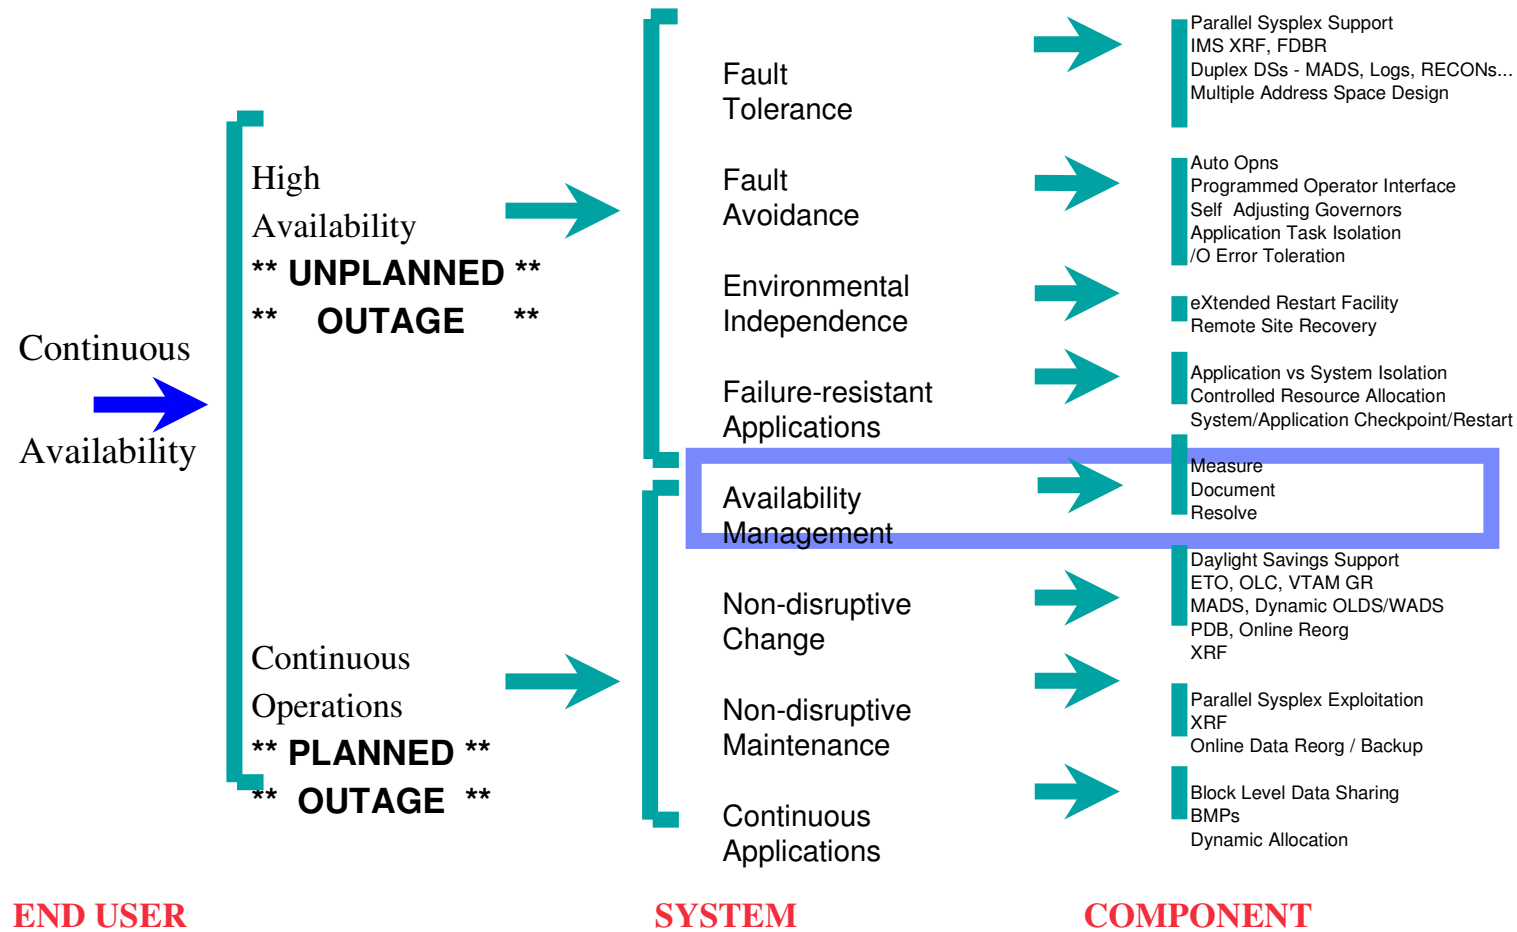 Continuous
Availability
High
Availability
** UNPLANNED **
** OUTAGE **
Continuous
Operations
** PLANNED **
** OUTAGE **
Fault
Tolerance
Fault
Avoidance
Environmental
Independence
Failure-resistant
Applications
Availability
Management
Non-disruptive
Change
Non-disruptive
Maintenance
Continuous
Applications
Parallel Sysplex Support
IMS XRF, FDBR
Duplex DSs - MADS, Logs, RECONs...
Multiple Address Space Design
Auto Opns
Programmed Operator Interface
Self Adjusting Governors
Application Task Isolation
/O Error Toleration
eXtended Restart Facility
Remote Site Recovery
Application vs System Isolation
Controlled Resource Allocation
System/Application Checkpoint/Restart
Measure
Document
Resolve
Daylight Savings Support
ETO, OLC, VTAM GR
MADS, Dynamic OLDS/WADS
PDB, Online Reorg
XRF
Parallel Sysplex Exploitation
XRF
Online Data Reorg / Backup
Block Level Data Sharing
BMPs
Dynamic Allocation
END USER
SYSTEM
COMPONENT